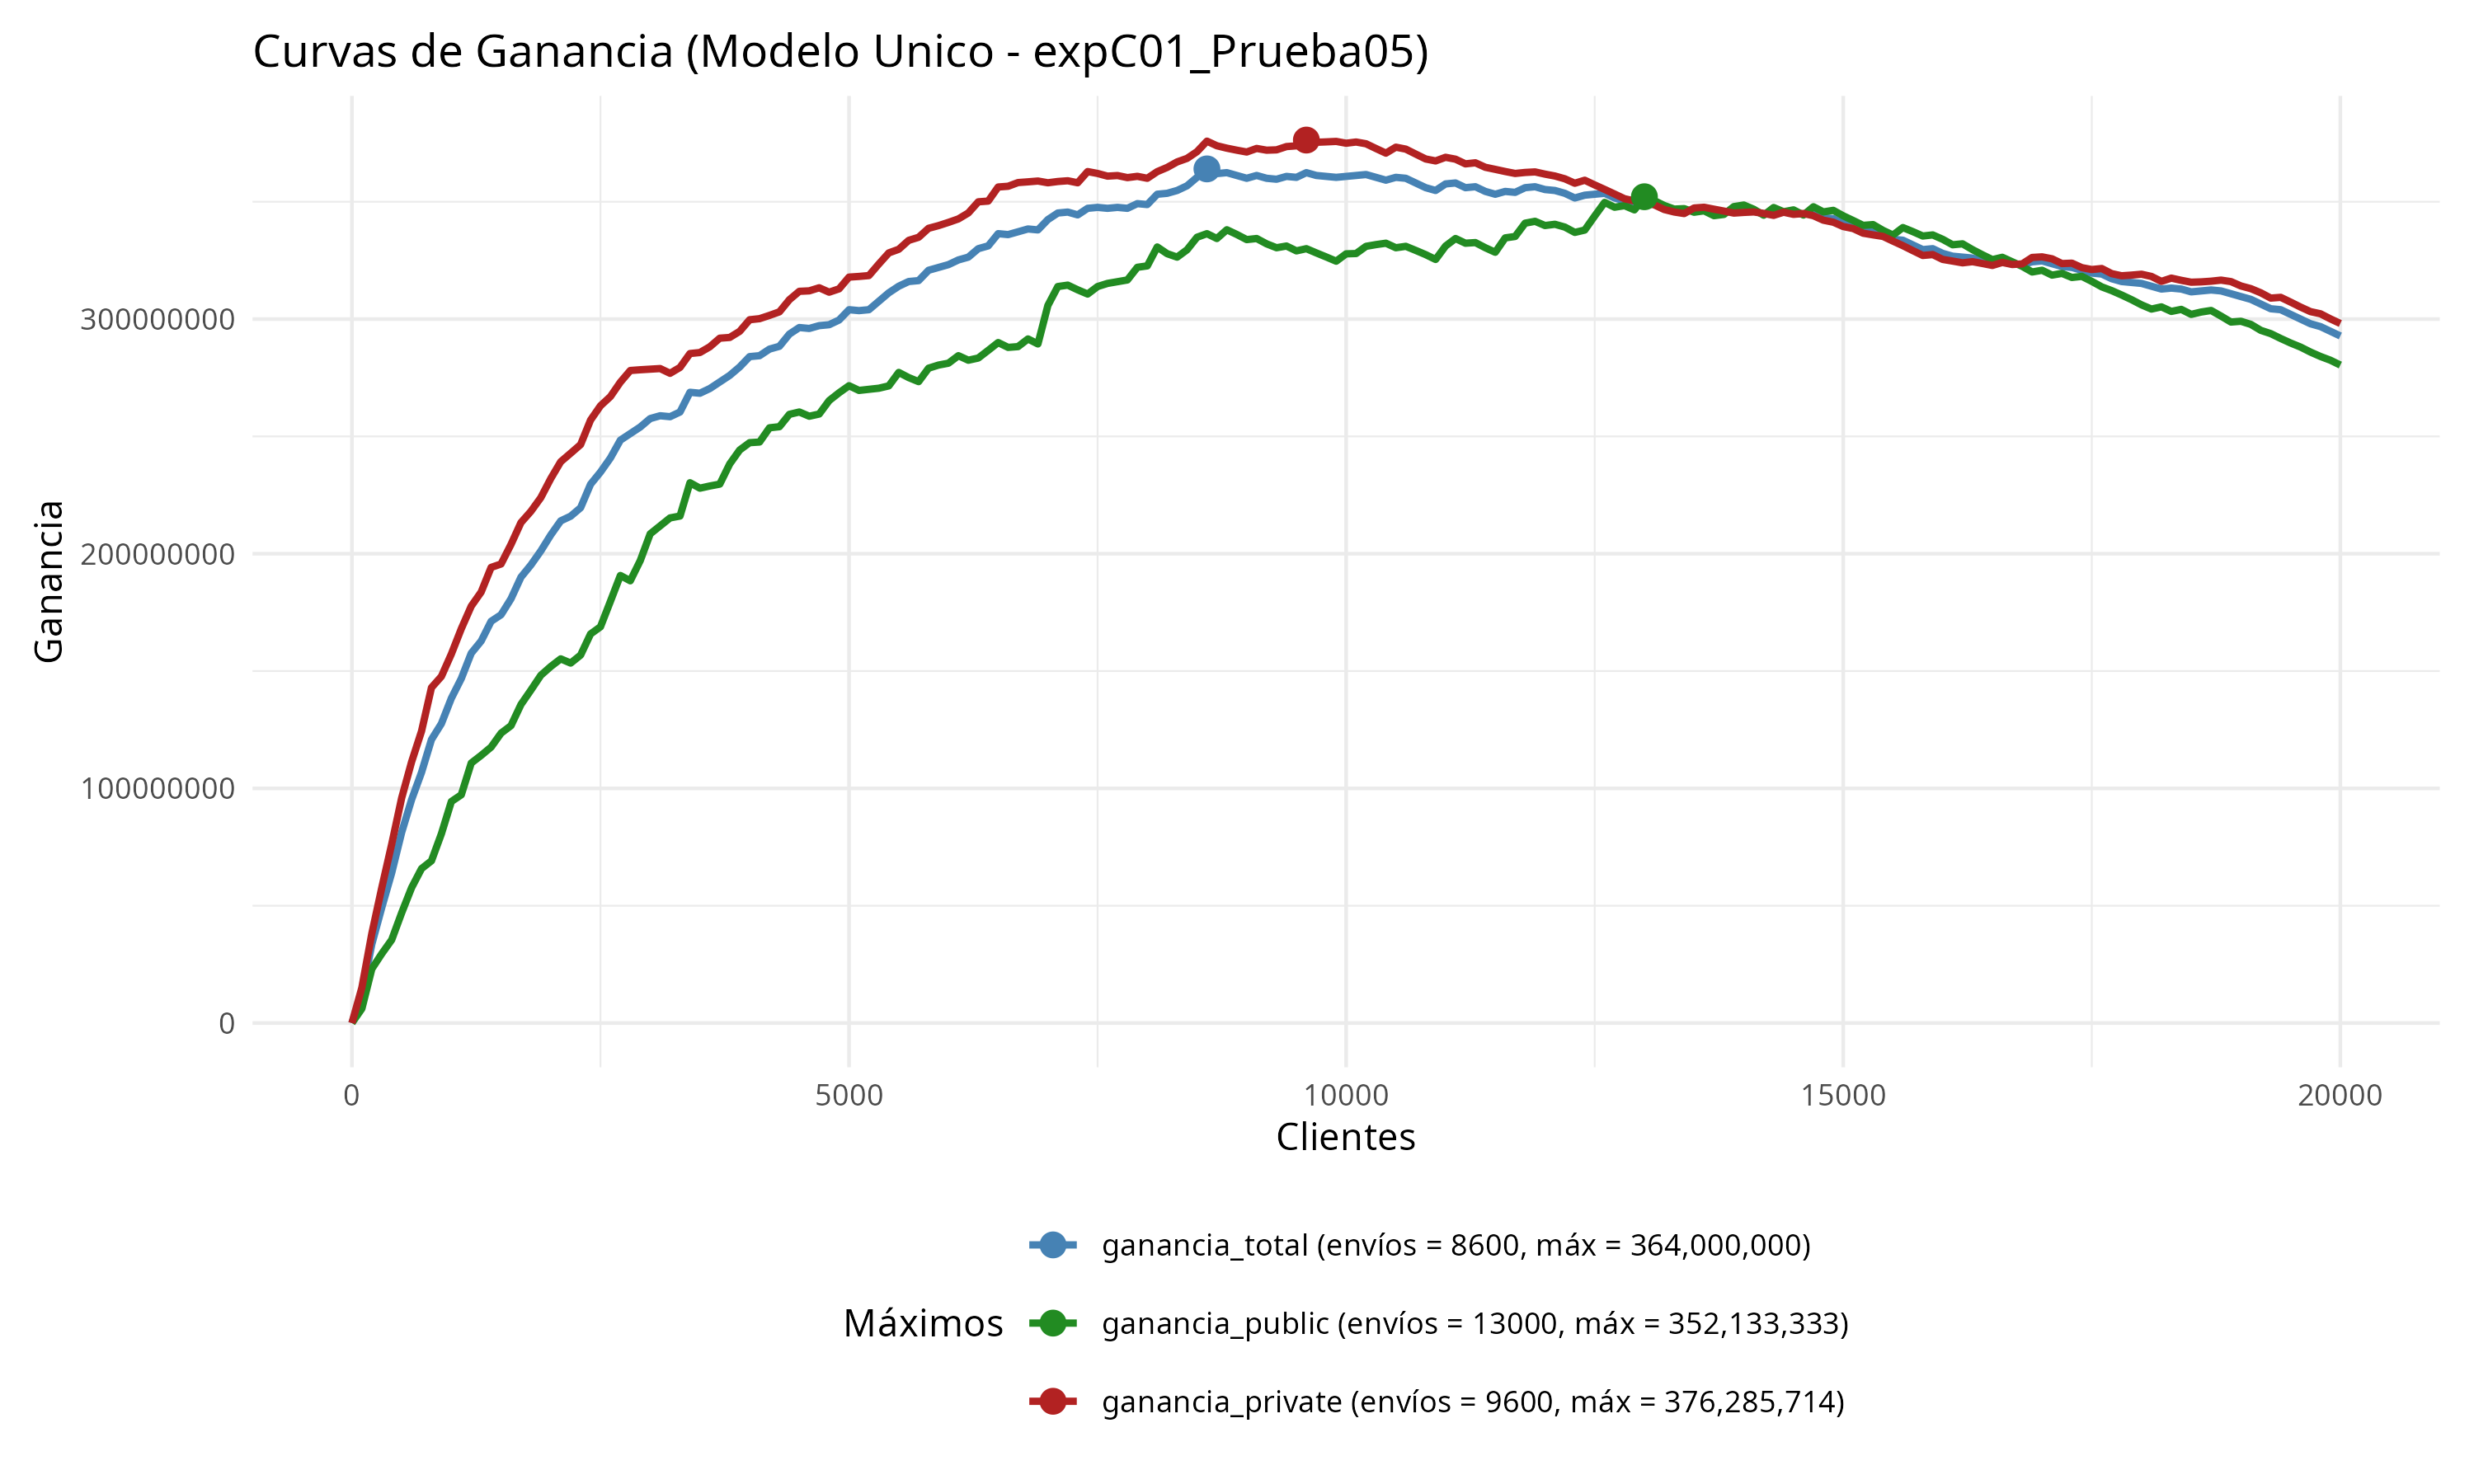 Curvas de Ganancia (Modelo Unico - expC01_Prueba05)
Ganancia
300000000
200000000
100000000
0
0 5000 10000 15000 20000
Clientes
Máximos
ganancia_total (envíos = 8600, máx = 364,000,000)
ganancia_public (envíos = 13000, máx = 352,133,333)
ganancia_private (envíos = 9600, máx = 376,285,714)